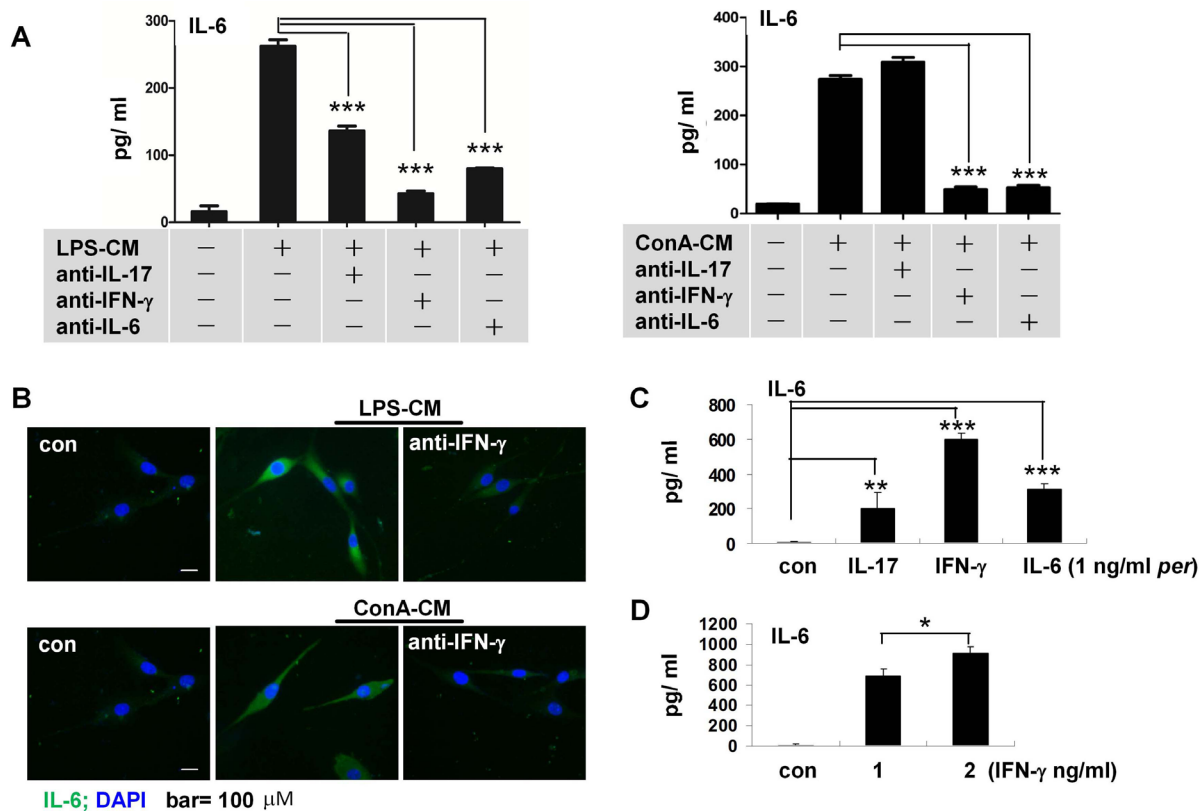 A
IL-6
pg/ ml
300
200
100
0
***
***
***
LPS-CM — + + + +
anti-IL-17 — — + — —
anti-IFN-γ — — — + —
anti-IL-6 — — — — +
IL-6
pg/ ml
400
300
200
100
0
***
***
ConA-CM — + + + +
anti-IL-17 — — + — —
anti-IFN-γ — — — + —
anti-IL-6 — — — — +
B
LPS-CM
con
anti-IFN-γ
ConA-CM
con
anti-IFN-γ
IL-6; DAPI bar= 100 μM
C
IL-6
pg/ ml
800
600
400
200
0
**
***
***
con IL-17 IFN-γ IL-6 (1 ng/ml per)
D
IL-6
pg/ ml
1200
1000
800
600
400
200
0
*
con 1 2 (IFN-γ ng/ml)